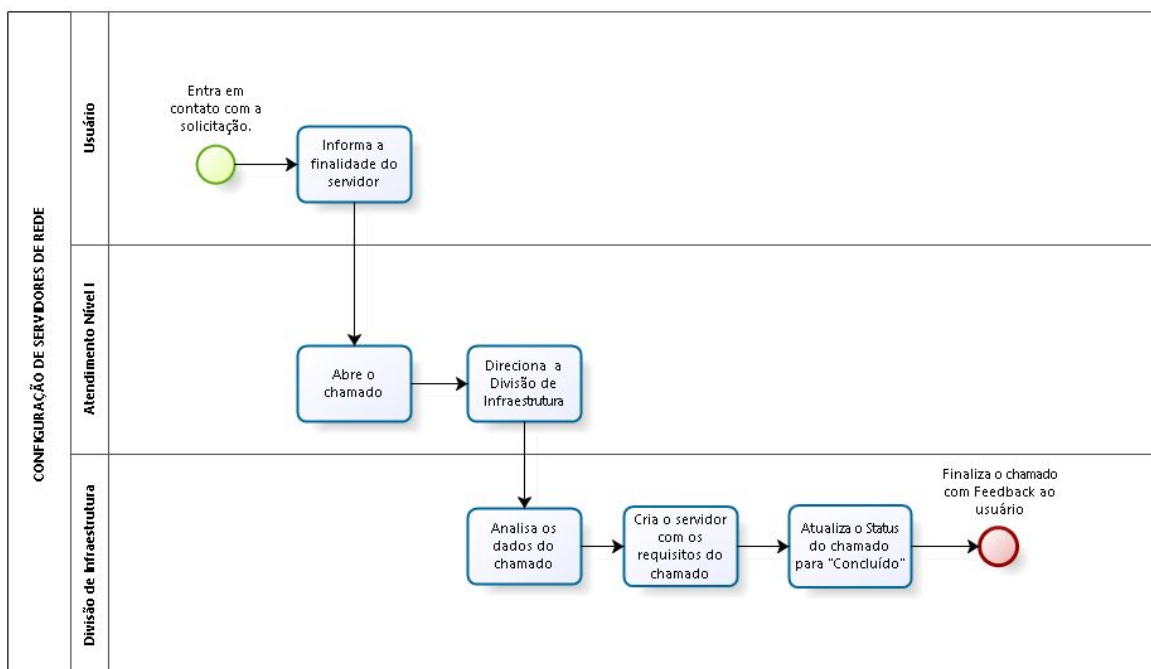 CONFIGURAÇÃO DE SERVIDORES DE REDE
Usuário
Entra em
contato com a
solicitação.
Informa a
finalidade do
servidor
Atendimento Nível I
Abre o
chamado
Direciona a
Divisão de
Infraestrutura
Divisão de Infraestrutura
Analisa os
dados do
chamado
Cria o servidor
com os
requisitos do
chamado
Atualiza o Status
do chamado
para "Concluído"
Finaliza o chamado
com Feedback ao
usuário